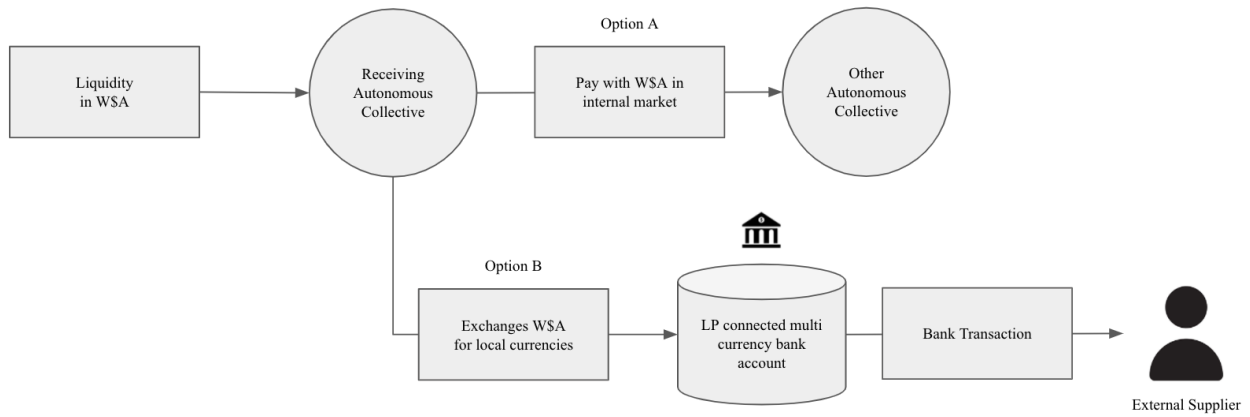 Option A
Liquidity
in W$A
Receiving
Autonomous
Collective
Pay with W$A in
internal market
Other
Autonomous
Collective
Option B
Exchanges W$A
for local currencies
LP connected multi
currency bank
account
Bank Transaction
External Supplier